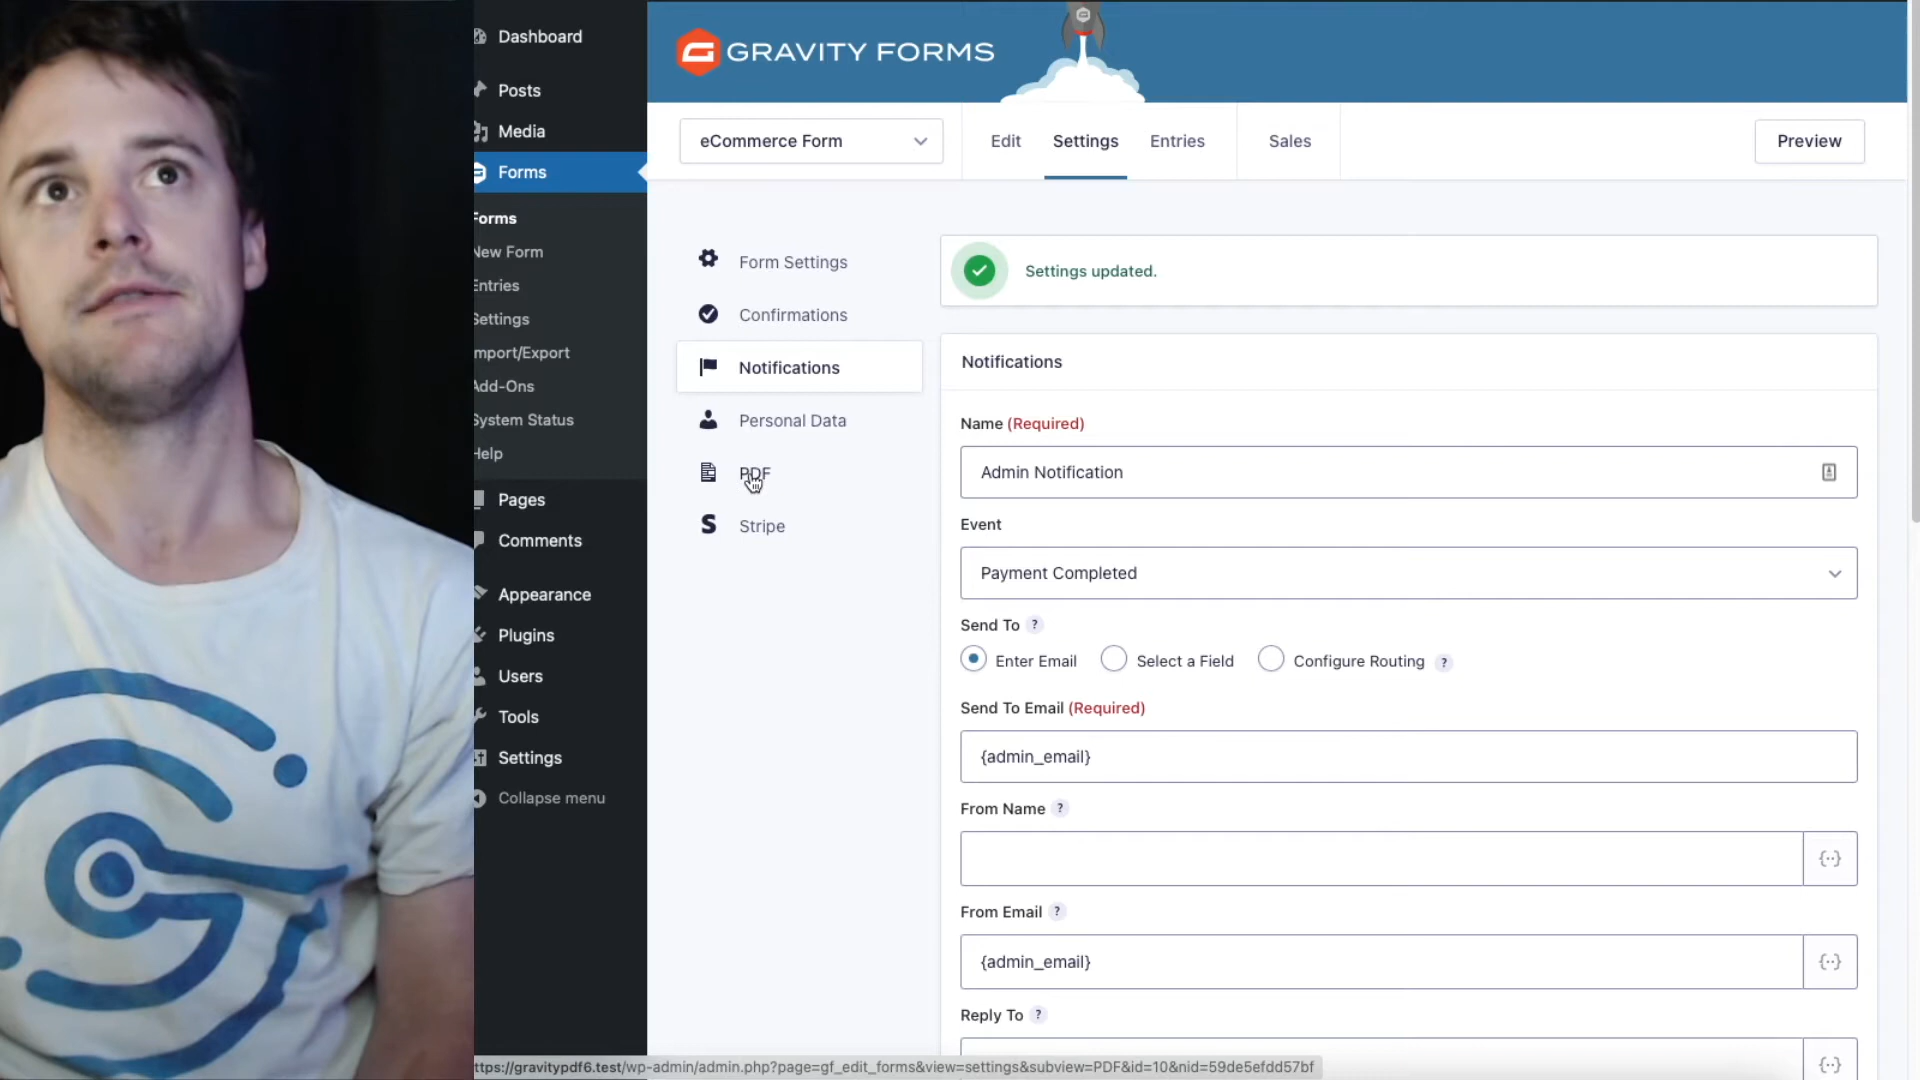 Dashboard
Posts
Media
Forms
Forms
New Form
Entries
Settings
Import/Export
Add-Ons
System Status
Help
Pages
Comments
Appearance
Plugins
Users
Tools
Settings
Collapse menu
GRAVITY FORMS
eCommerce Form
Edit
Settings
Entries
Sales
Preview
Form Settings
Confirmations
Notifications
Personal Data
PDF
Stripe
Settings updated.
Notifications
Name (Required)
Admin Notification
Event
Payment Completed
Send To ?
Enter Email
Select a Field
Configure Routing ?
Send To Email (Required)
{admin_email}
From Name ?
From Email ?
{admin_email}
Reply To ?
ttps://gravitypdf6.test/wp-admin/admin.php?page=gf_edit_forms&view=settings&subview=PDF&id=10&nid=59de5efdd57bf